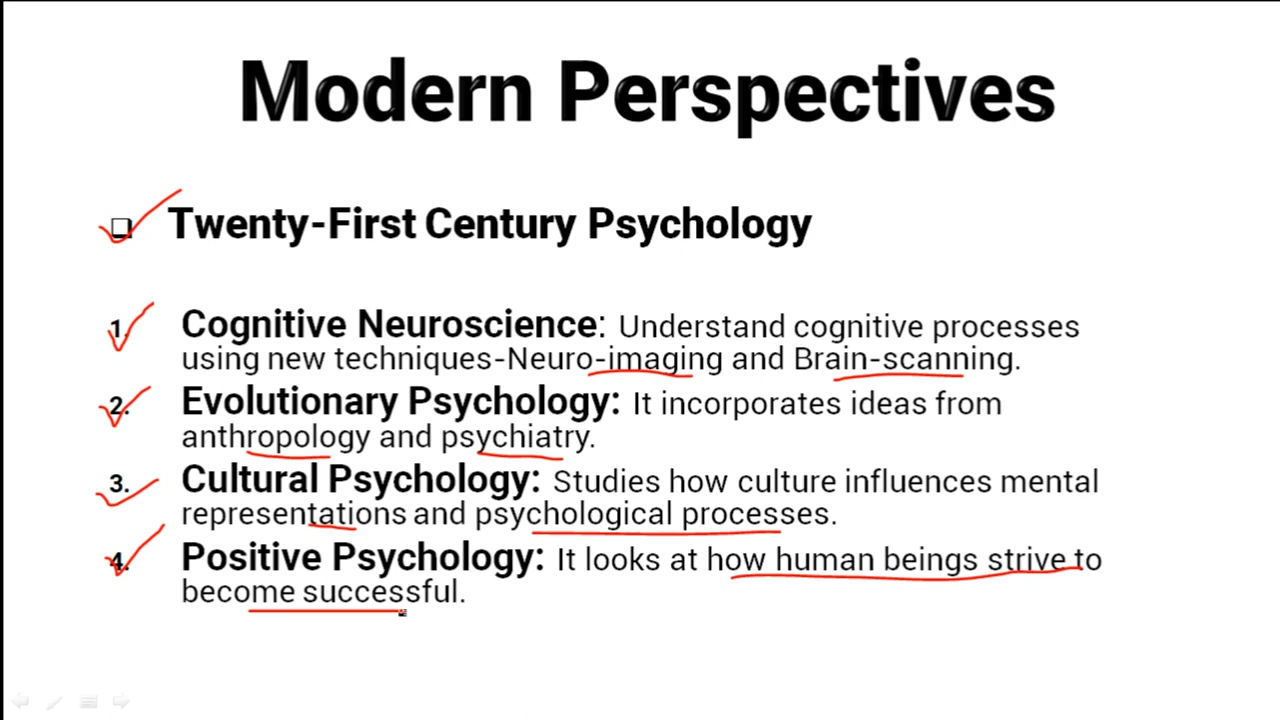 Modern Perspectives
Twenty-First Century Psychology
1. Cognitive Neuroscience: Understand cognitive processes
using new techniques-Neuro-imaging and Brain-scanning.
2. Evolutionary Psychology: It incorporates ideas from
anthropology and psychiatry.
3. Cultural Psychology: Studies how culture influences mental
representations and psychological processes.
4. Positive Psychology: It looks at how human beings strive to
become successful.